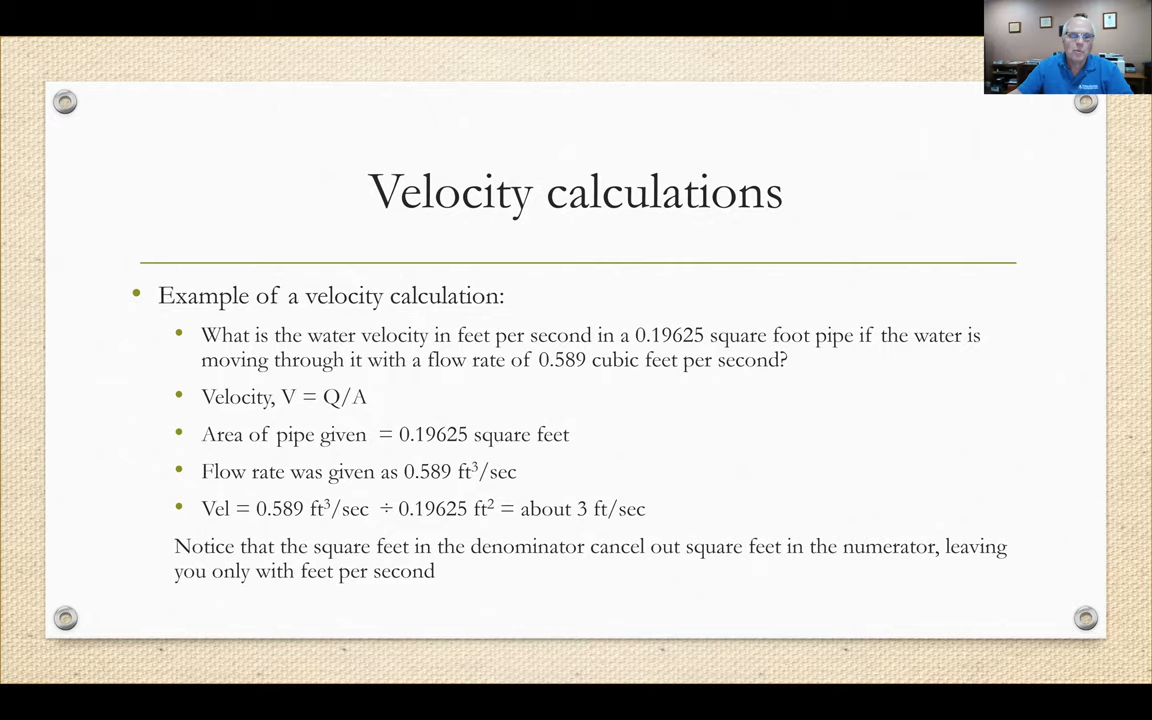 Velocity calculations
• Example of a velocity calculation:
• What is the water velocity in feet per second in a 0.19625 square foot pipe if the water is
moving through it with a flow rate of 0.589 cubic feet per second?
• Velocity, V = Q/A
• Area of pipe given = 0.19625 square feet
• Flow rate was given as 0.589 ft³/sec
• Vel = 0.589 ft³/sec ÷ 0.19625 ft² = about 3 ft/sec
Notice that the square feet in the denominator cancel out square feet in the numerator, leaving
you only with feet per second